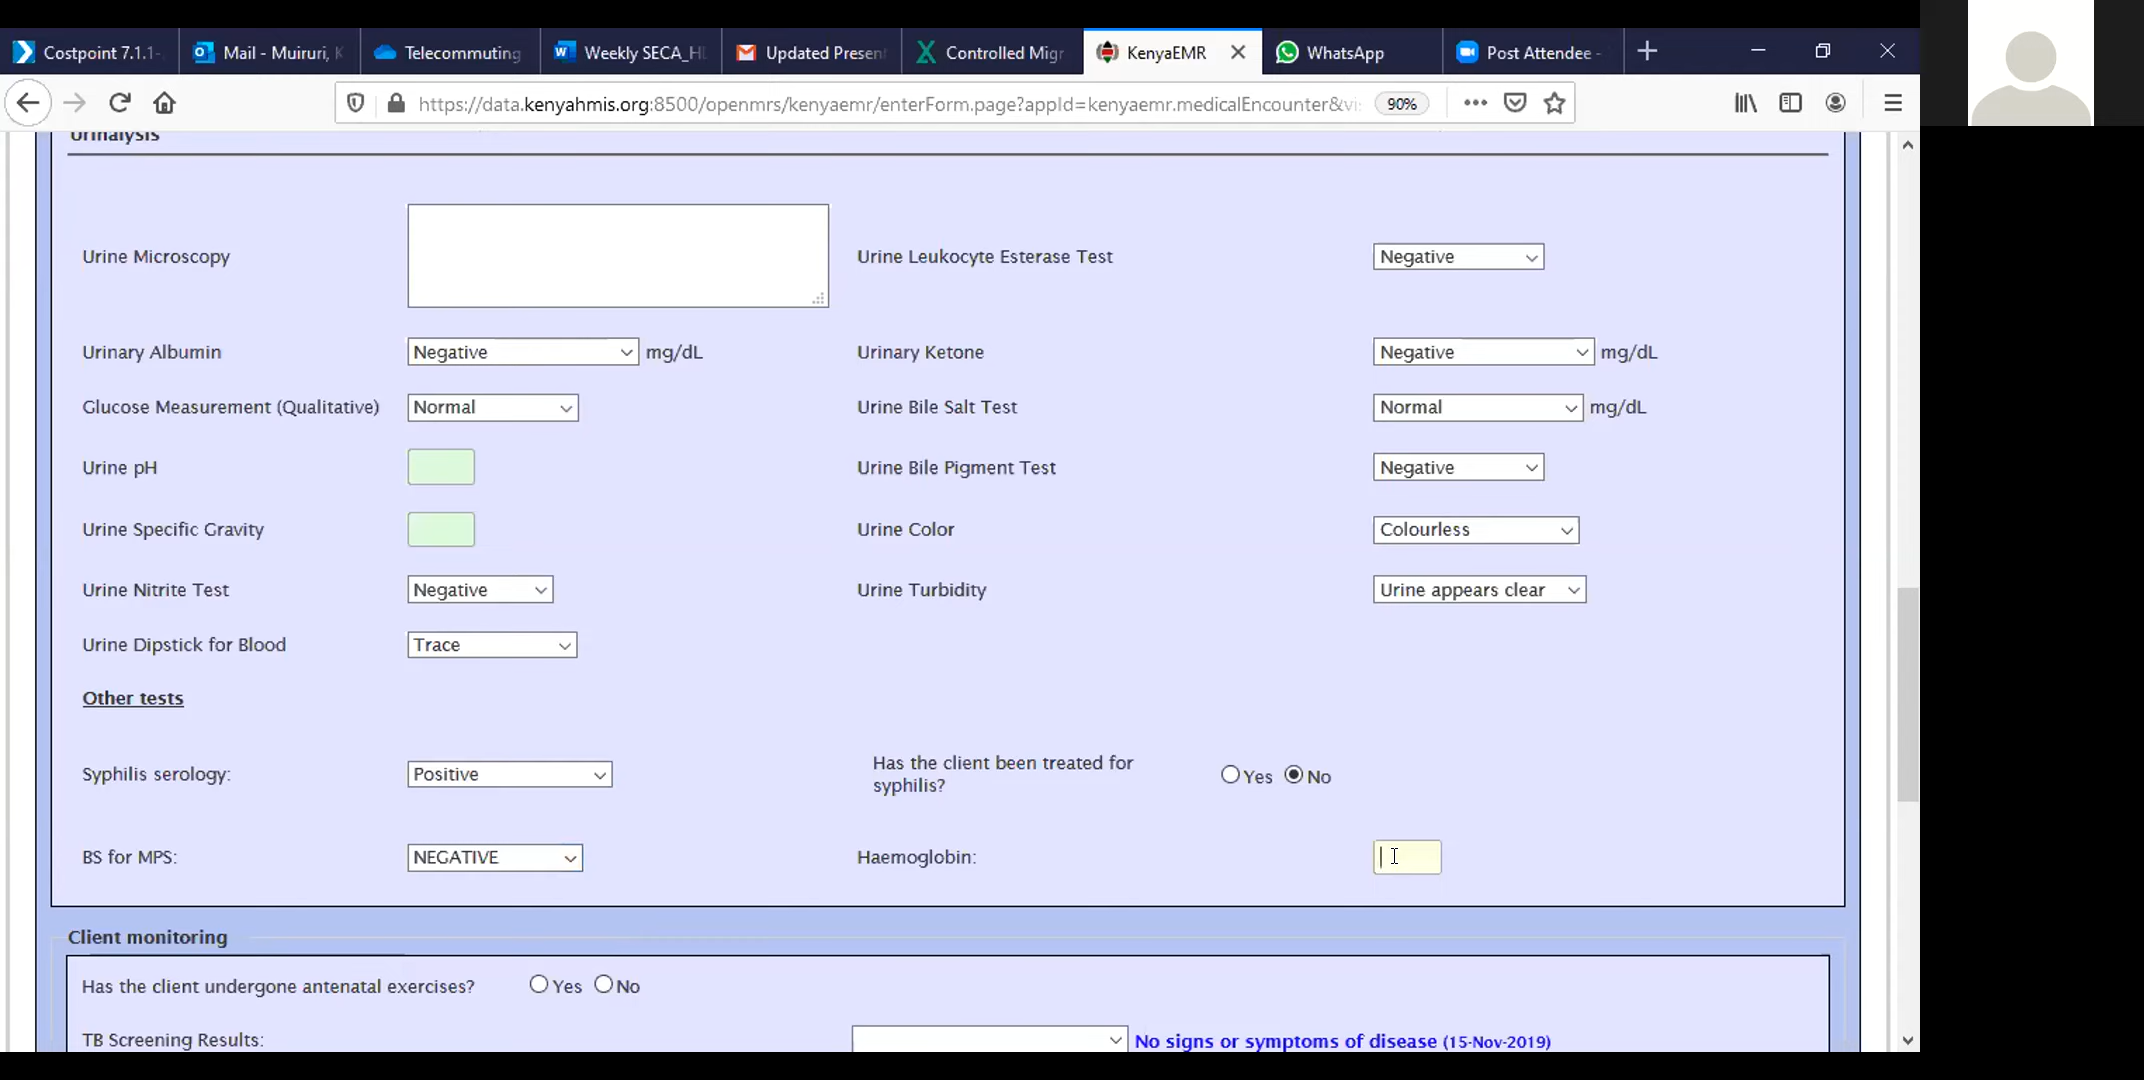 Costpoint 7.1.1- Mail - Muiruri, K Telecommuting Weekly SECA_H Updated Present Controlled Migr KenyaEMR WhatsApp Post Attendee -
https://data.kenyahmis.org:8500/openmrs/kenyaemr/enterForm.page?appId=kenyaemr.medicalEncounter&vi 90%
Urinalysis
Urine Microscopy Urine Leukocyte Esterase Test Negative
Urinary Albumin Negative mg/dL Urinary Ketone Negative mg/dL
Glucose Measurement (Qualitative) Normal Urine Bile Salt Test Normal mg/dL
Urine pH Urine Bile Pigment Test Negative
Urine Specific Gravity Urine Color Colourless
Urine Nitrite Test Negative Urine Turbidity Urine appears clear
Urine Dipstick for Blood Trace
Other tests
Syphilis serology: Positive Has the client been treated for
syphilis? Yes No
BS for MPS: NEGATIVE Haemoglobin:
Client monitoring
Has the client undergone antenatal exercises? Yes No
TB Screening Results: No signs or symptoms of disease (15-Nov-2019)